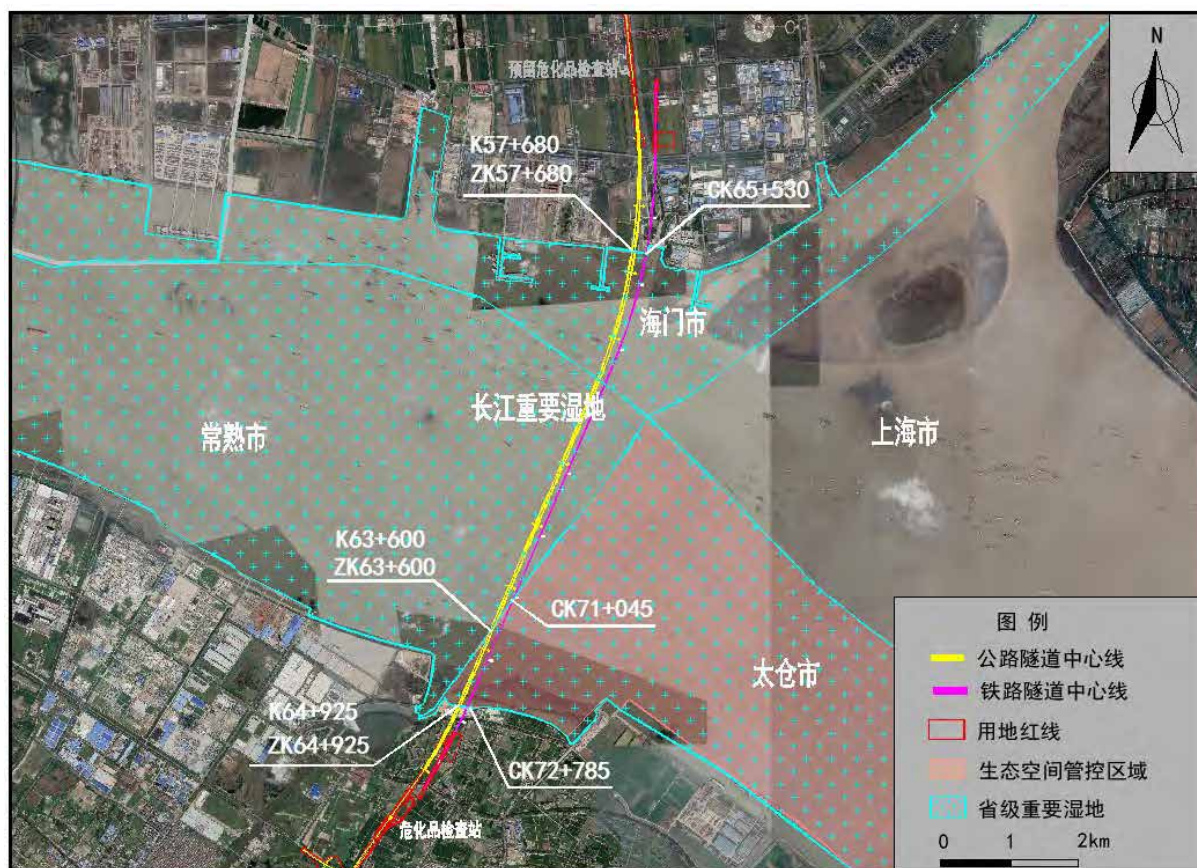 N
预留危化品检查站
K57+680
ZK57+680
CK65+530
海门市
长江重要湿地
常熟市
上海市
K63+600
ZK63+600
CK71+045
太仓市
K64+925
ZK64+925
CK72+785
危化品检查站
图例
公路隧道中心线
铁路隧道中心线
用地红线
生态空间管控区域
省级重要湿地
0 1 2km